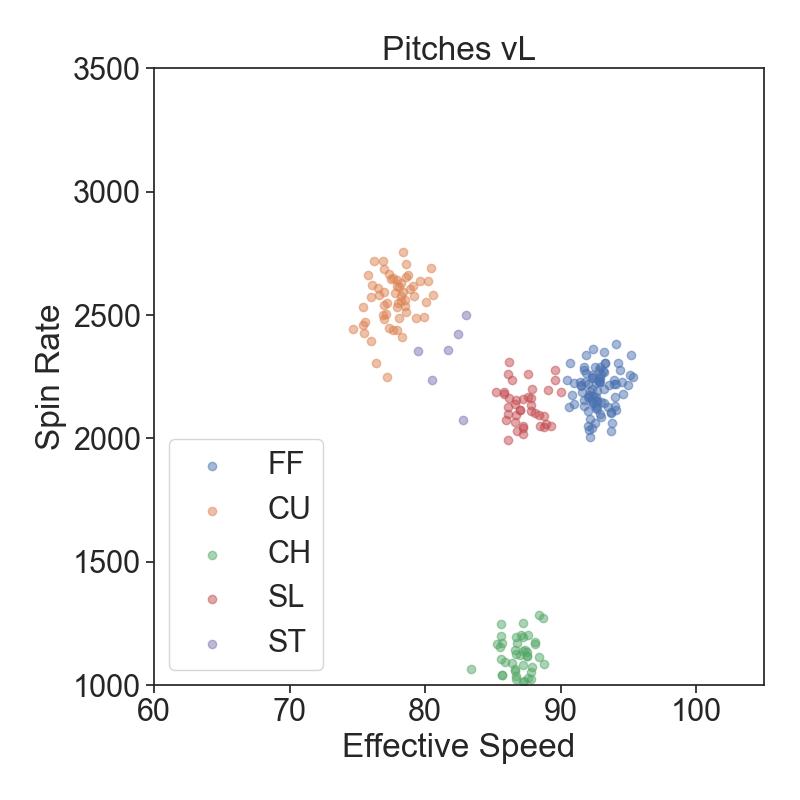 Pitches vL
3500
3000
2500
2000
1500
1000
Spin Rate
FF
CU
CH
SL
ST
60 70 80 90 100
Effective Speed